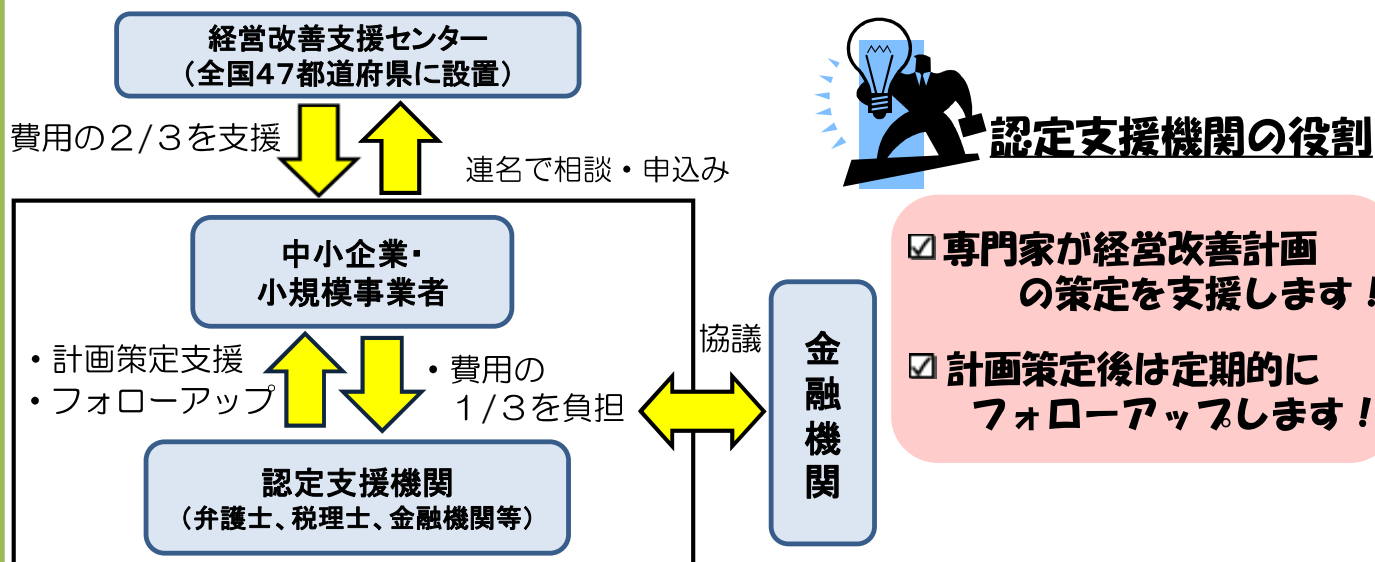 経営改善支援センター
（全国47都道府県に設置）
費用の２/３を支援
連名で相談・申込み
中小企業・
小規模事業者
・計画策定支援
・フォローアップ
・費用の
１/３を負担
認定支援機関
（弁護士、税理士、金融機関等）
協議
金融機関
認定支援機関の役割
☑専門家が経営改善計画
の策定を支援します！
☑計画策定後は定期的に
フォローアップします！